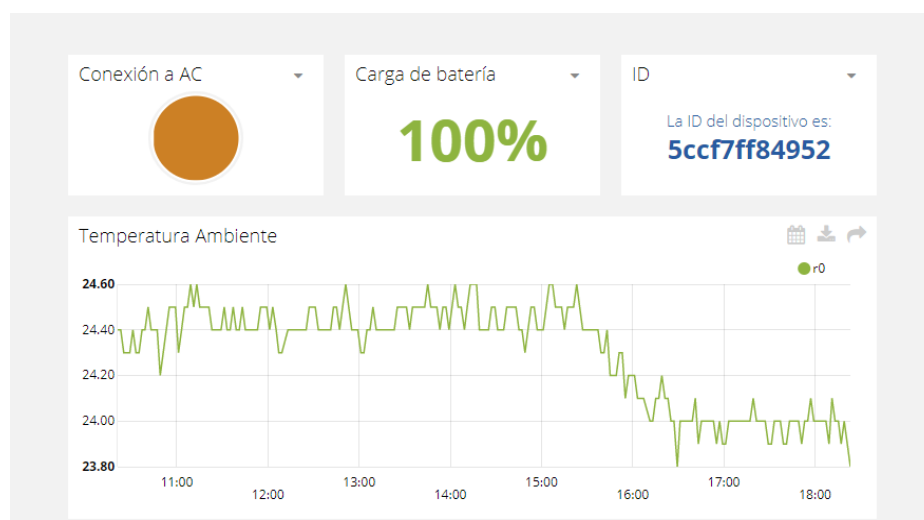 Conexión a AC
Carga de batería
100%
ID
La ID del dispositivo es:
5ccf7ff84952
Temperatura Ambiente
r0
24.60
24.40
24.20
24.00
23.80
11:00
12:00
13:00
14:00
15:00
16:00
17:00
18:00